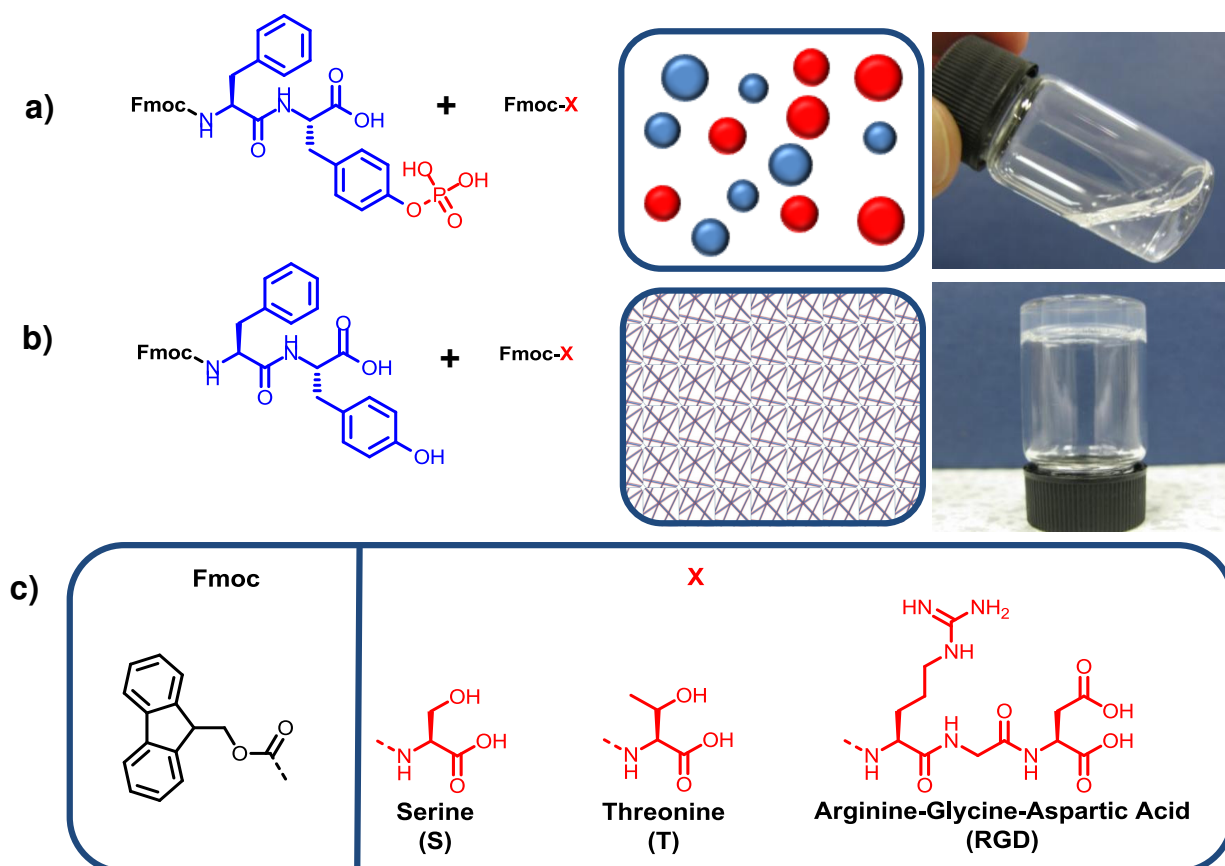 a)
Fmoc
N
H
O
H
N
O
OH
HO
OH
P
O
O
+
Fmoc-X
b)
Fmoc
N
H
O
H
N
O
OH
OH
+
Fmoc-X
c)
Fmoc
X
O
O
OH
N
H
OH
O
Serine
(S)
OH
N
H
OH
O
Threonine
(T)
HN
NH2
NH
N
H
O
H
N
O
N
H
O
OH
OH
O
Arginine-Glycine-Aspartic Acid
(RGD)